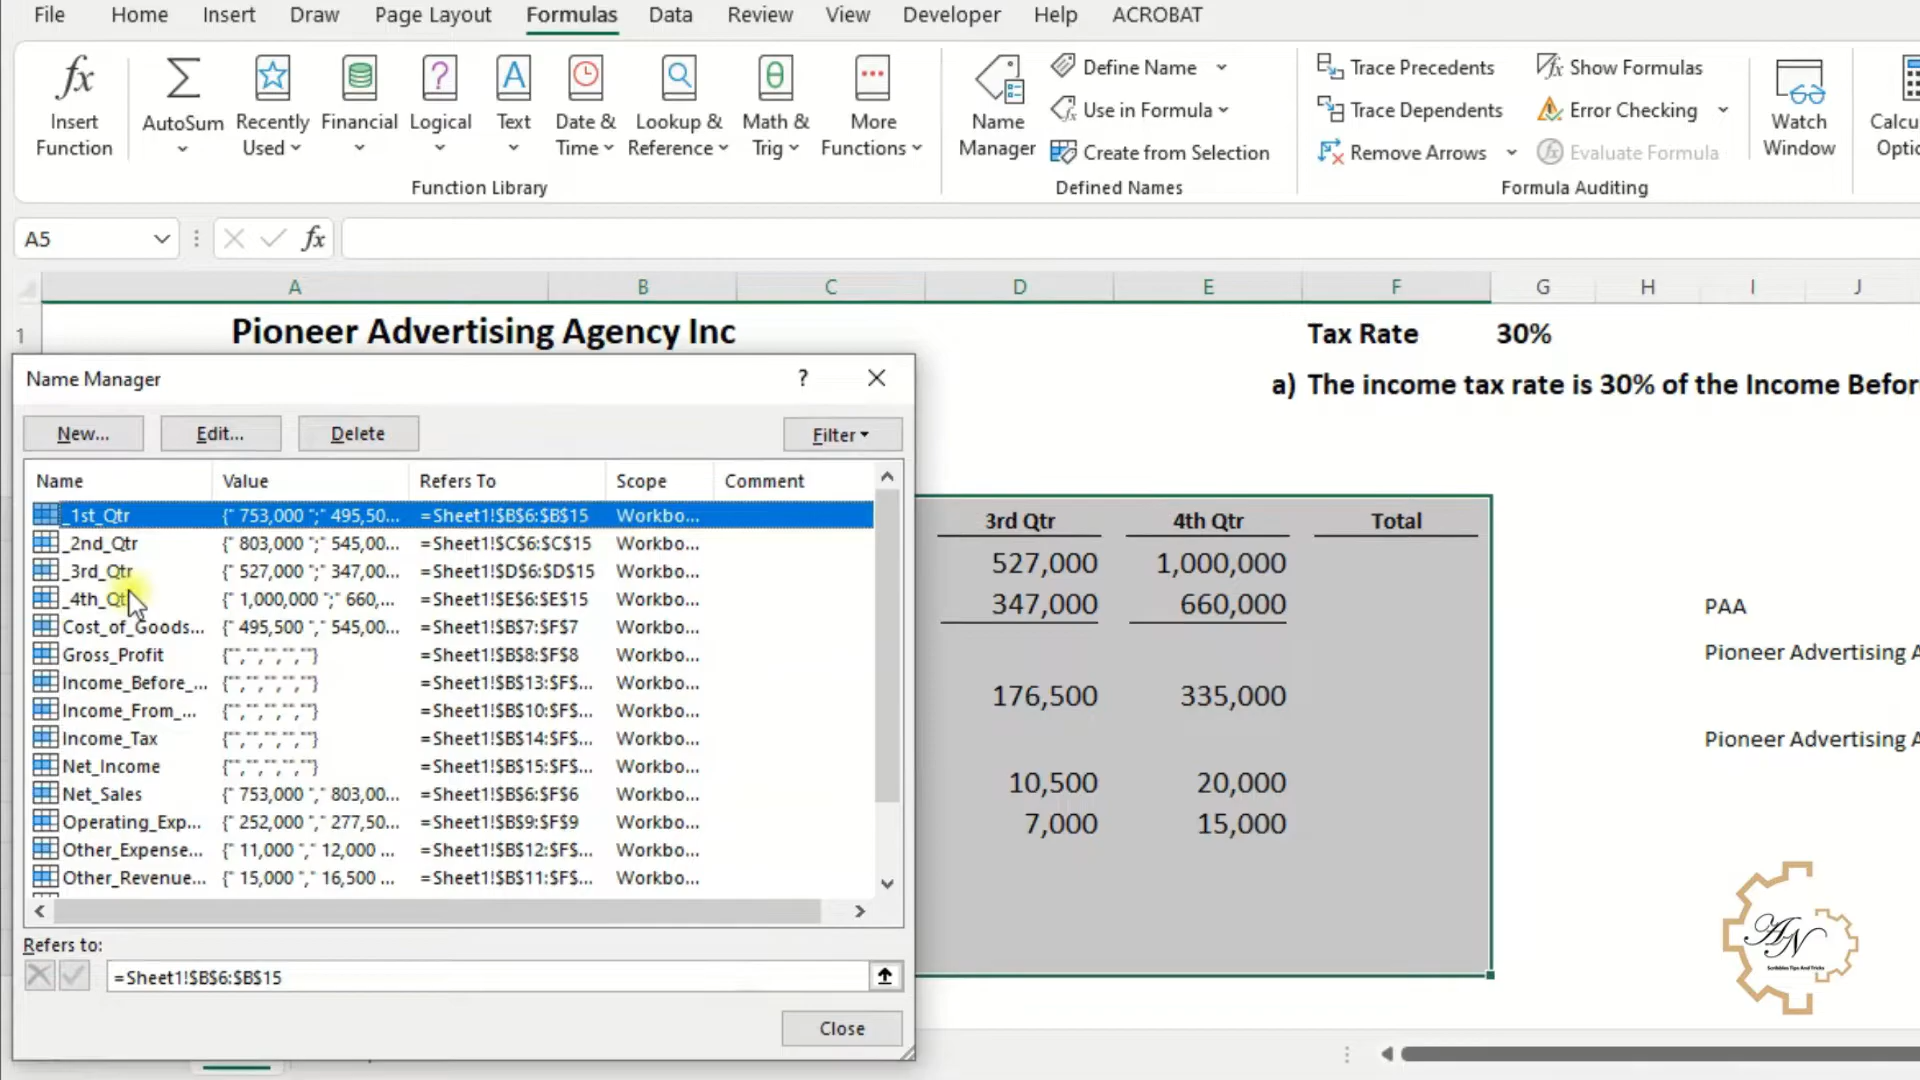 File Home Insert Draw Page Layout Formulas Data Review View Developer Help ACROBAT
fx Insert Function
AutoSum
Recently Used
Financial
Logical
Text
Date & Time
Lookup & Reference
Math & Trig
More Functions
Function Library
Name Manager
Define Name
Use in Formula
Create from Selection
Defined Names
Trace Precedents
Trace Dependents
Remove Arrows
Show Formulas
Error Checking
Evaluate Formula
Formula Auditing
Watch Window
Calcu
Optio
A5 fx
A B C D E F G H I J
1 Pioneer Advertising Agency Inc Tax Rate 30%
a) The income tax rate is 30% of the Income Befor
Name Manager ? 
New... Edit... Delete Filter
Name Value Refers To Scope Comment
_1st_Qtr {" 753,000 ";" 495,50... =Sheet1!$B$6:$B$15 Workbo...
_2nd_Qtr {" 803,000 ";" 545,00... =Sheet1!$C$6:$C$15 Workbo...
_3rd_Qtr {" 527,000 ";" 347,00... =Sheet1!$D$6:$D$15 Workbo...
_4th_Qtr {" 1,000,000 ";" 660,... =Sheet1!$E$6:$E$15 Workbo...
Cost_of_Goods... {" 495,500 "," 545,00... =Sheet1!$B$7:$F$7 Workbo...
Gross_Profit {"","","","",""} =Sheet1!$B$8:$F$8 Workbo...
Income_Before_... {"","","","",""} =Sheet1!$B$13:$F$... Workbo...
Income_From_... {"","","","",""} =Sheet1!$B$10:$F$... Workbo...
Income_Tax {"","","","",""} =Sheet1!$B$14:$F$... Workbo...
Net_Income {"","","","",""} =Sheet1!$B$15:$F$... Workbo...
Net_Sales {" 753,000 "," 803,00... =Sheet1!$B$6:$F$6 Workbo...
Operating_Exp... {" 252,000 "," 277,50... =Sheet1!$B$9:$F$9 Workbo...
Other_Expense... {" 11,000 "," 12,000 ... =Sheet1!$B$12:$F$... Workbo...
Other_Revenue... {" 15,000 "," 16,500 ... =Sheet1!$B$11:$F$... Workbo...
Refers to:
=Sheet1!$B$6:$B$15
Close
3rd Qtr 4th Qtr Total
527,000 1,000,000
347,000 660,000
176,500 335,000
10,500 20,000
7,000 15,000
PAA
Pioneer Advertising A
Pioneer Advertising A
AN
Scribbles Tips And Tricks